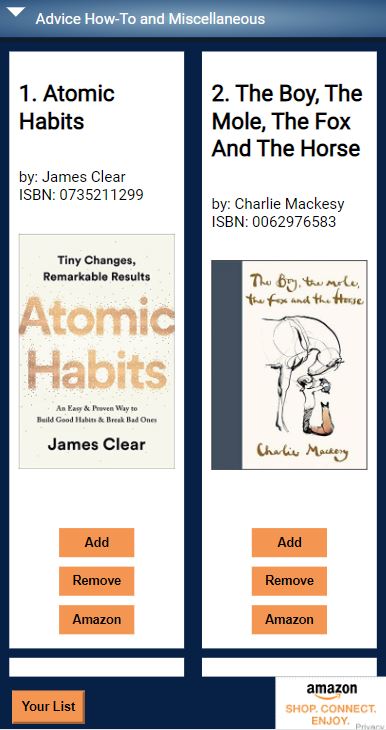 Advice How-To and Miscellaneous
1. Atomic
Habits
by: James Clear
ISBN: 0735211299
Tiny Changes,
Remarkable Results
Atomic
Habits
An Easy & Proven Way to
Build Good Habits & Break Bad Ones
James Clear
Add
Remove
Amazon
2. The Boy, The
Mole, The Fox
And The Horse
by: Charlie Mackesy
ISBN: 0062976583
The Boy, the mole,
the fox and the Horse
Charlie Mackesy
Add
Remove
Amazon
Your List
amazon
SHOP. CONNECT.
ENJOY.
Privacy